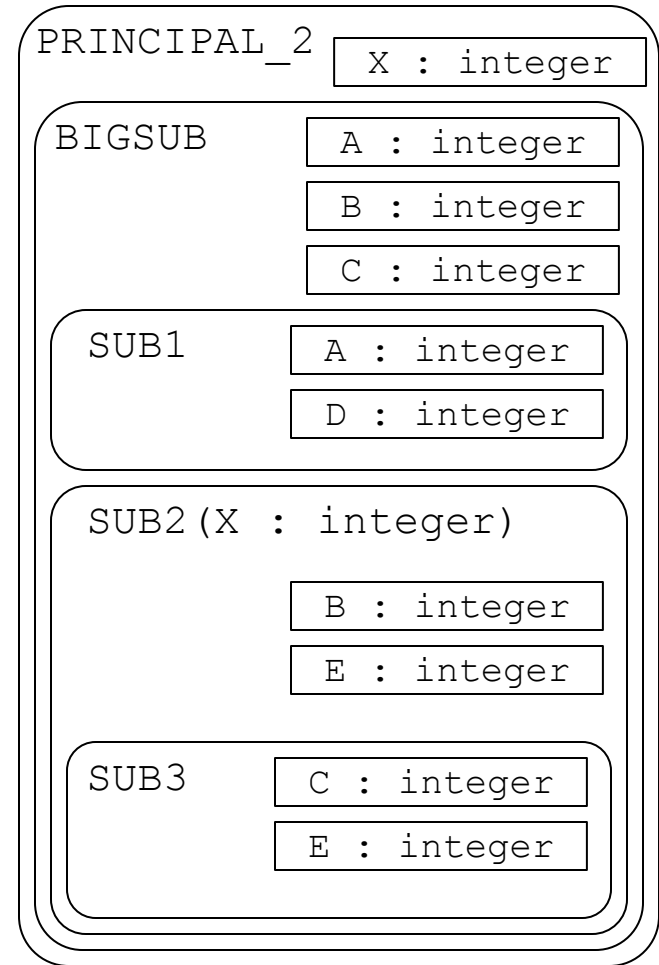 PRINCIPAL_2
X : integer
BIGSUB
A : integer
B : integer
C : integer
SUB1
A : integer
D : integer
SUB2(X : integer)
B : integer
E : integer
SUB3
C : integer
E : integer